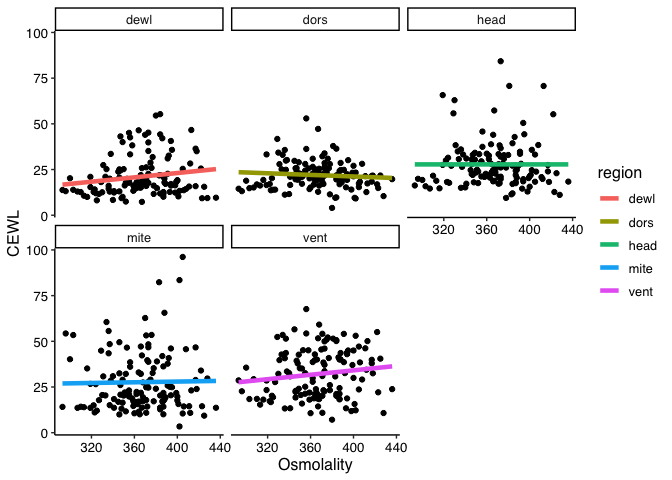 dewl dors head
100
75
50
25
0
CEWL
320 360 400 440
mite vent
100
75
50
25
0
320 360 400 440 320 360 400 440
Osmolality
region
dewl
dors
head
mite
vent